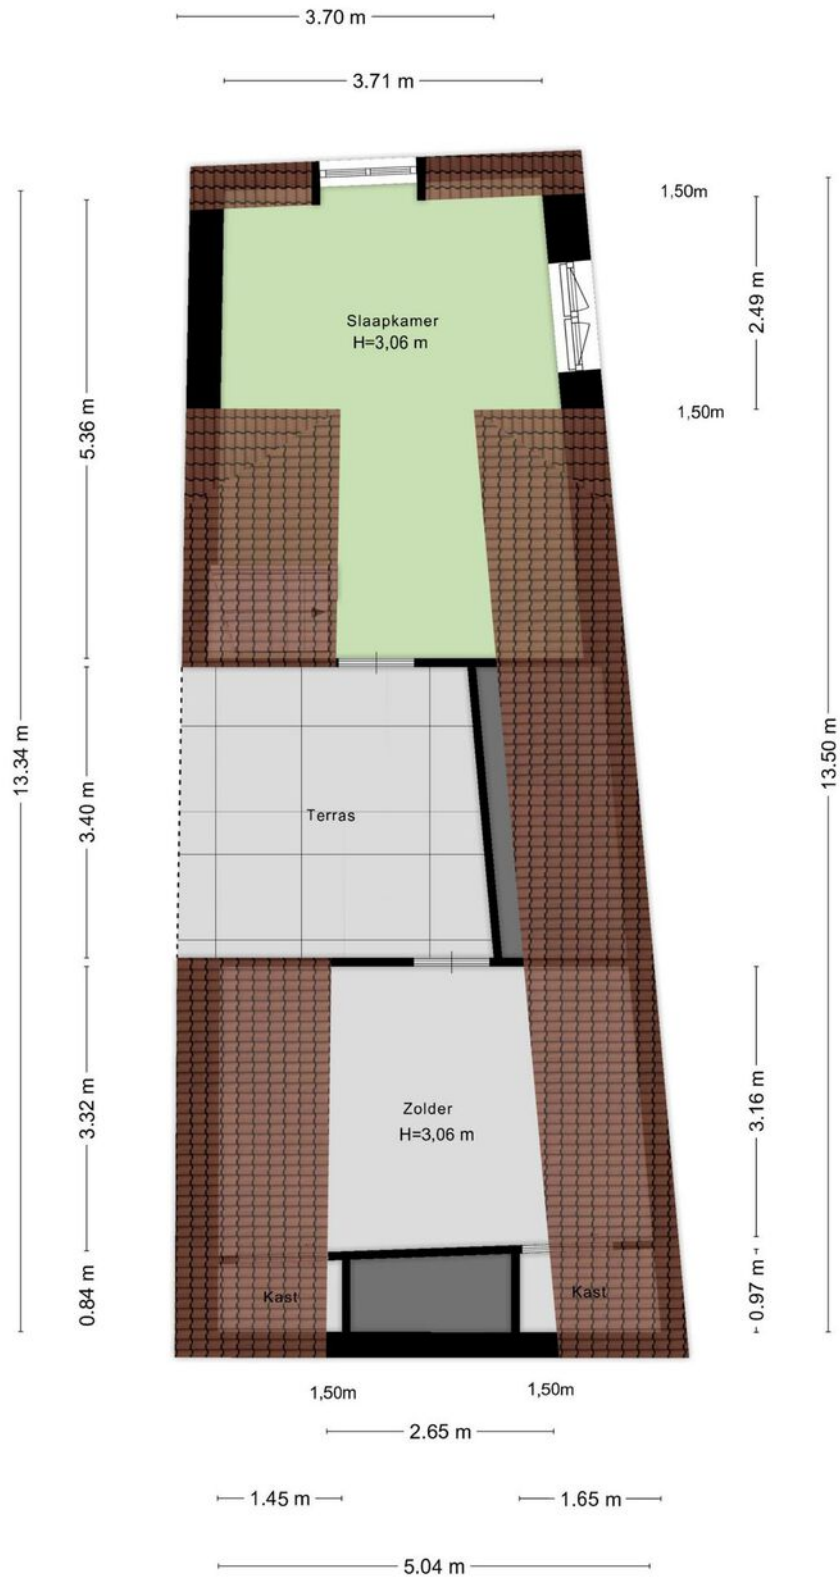 3.70 m
3.71 m
1,50m
Slaapkamer
H=3,06 m
2.49 m
1,50m
5.36 m
13.34 m
13.50 m
3.40 m
Terras
3.32 m
Zolder
H=3,06 m
3.16 m
0.84 m
Kast
Kast
0.97 m
1,50m
1,50m
2.65 m
1.45 m
1.65 m
5.04 m